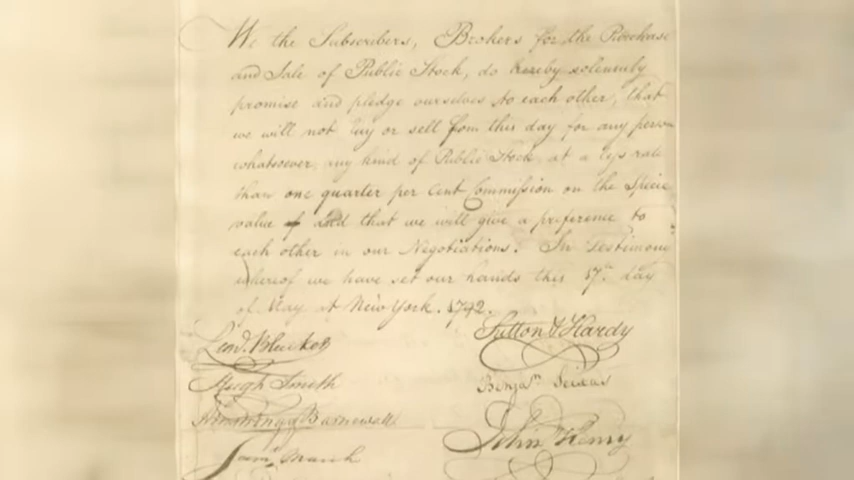 We the Subscribers, Brokers for the Purchase
and Sale of Public Stock, do hereby solemnly
promise and pledge ourselves to each other, that
we will not buy or sell from this day for any person
whatsoever, any kind of Public Stock, at a less rate
than one quarter per cent Commission on the Specie
value of and that we will give a preference to
each other in our Negotiations. In Testimony
whereof we have set our hands this 17th day
of May at New York. 1792.
Leod. Bleecker
Hugh Smith
Armstrong & Barnewall
Saml. March
Sutton & Hardy
Benjan. Seixas
John Henry